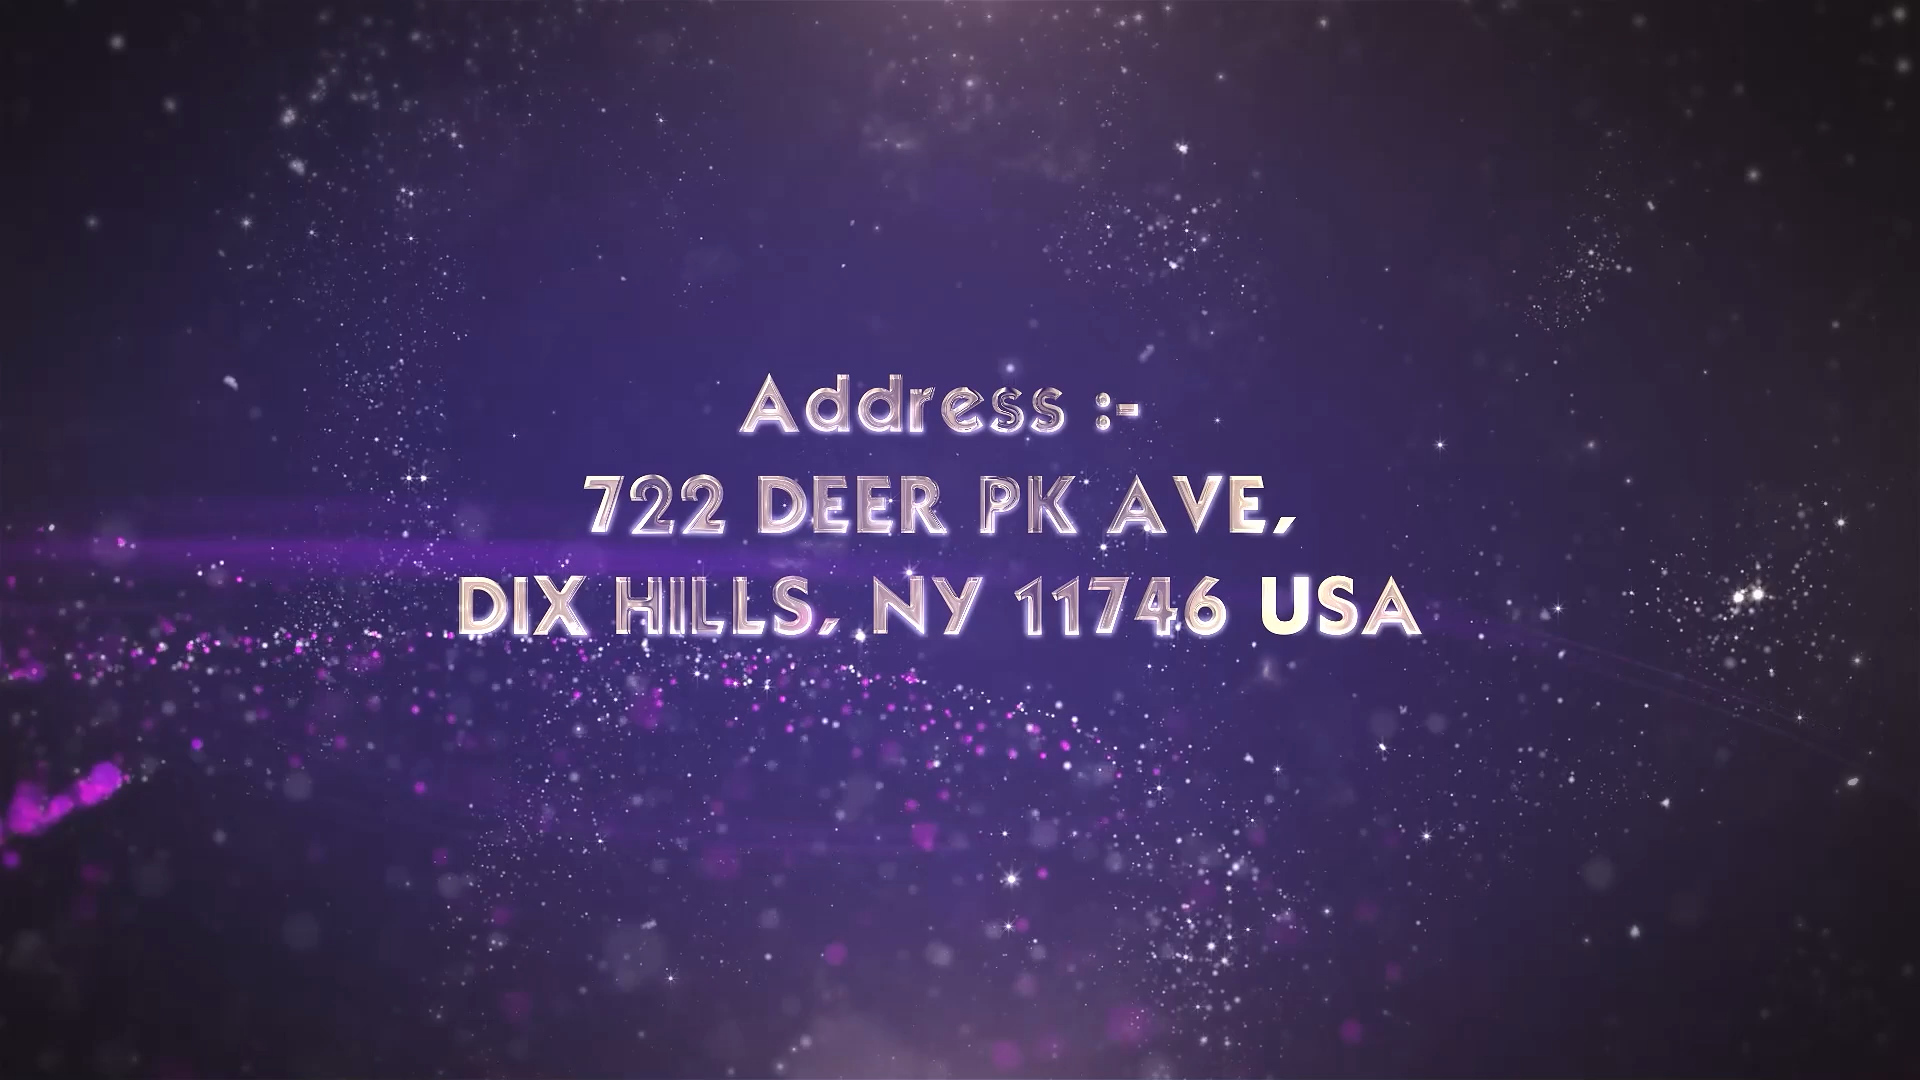 Address :-
722 DEER PK AVE,
DIX HILLS, NY 11746 USA